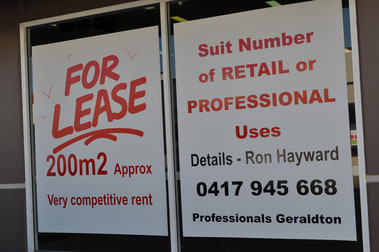 FOR
LEASE
200m2 Approx
Very competitive rent
Suit Number
of RETAIL or
PROFESSIONAL
Uses
Details - Ron Hayward
0417 945 668
Professionals Geraldton